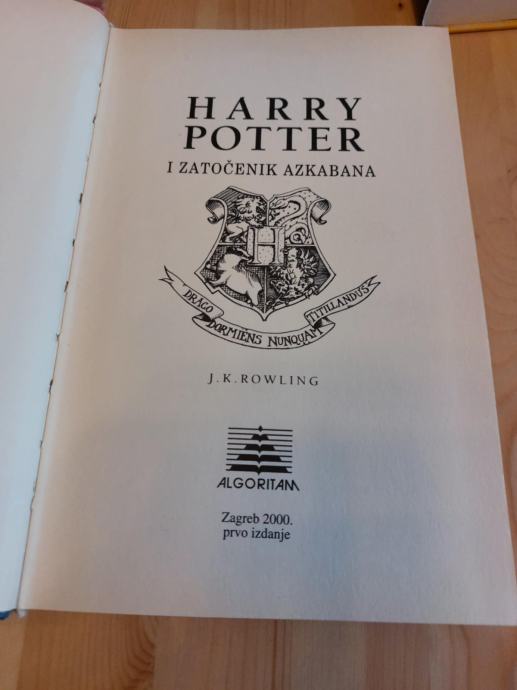 HARRY
POTTER
I ZATOČENIK AZKABANA
H
DRACO
DORMIENS NUNQUAM
TITILLANDUS
J.K.ROWLING
ALGORITAM
Zagreb 2000.
prvo izdanje